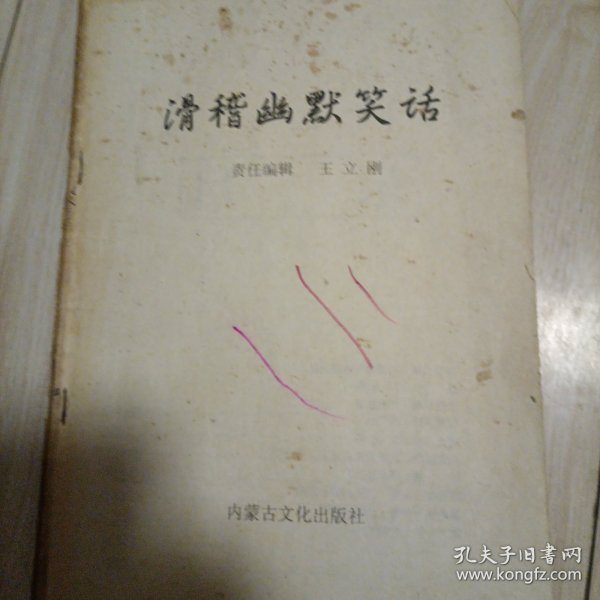 滑稽幽默笑话
责任编辑 王立刚
内蒙古文化出版社
孔夫子旧书网
www.kongfz.com